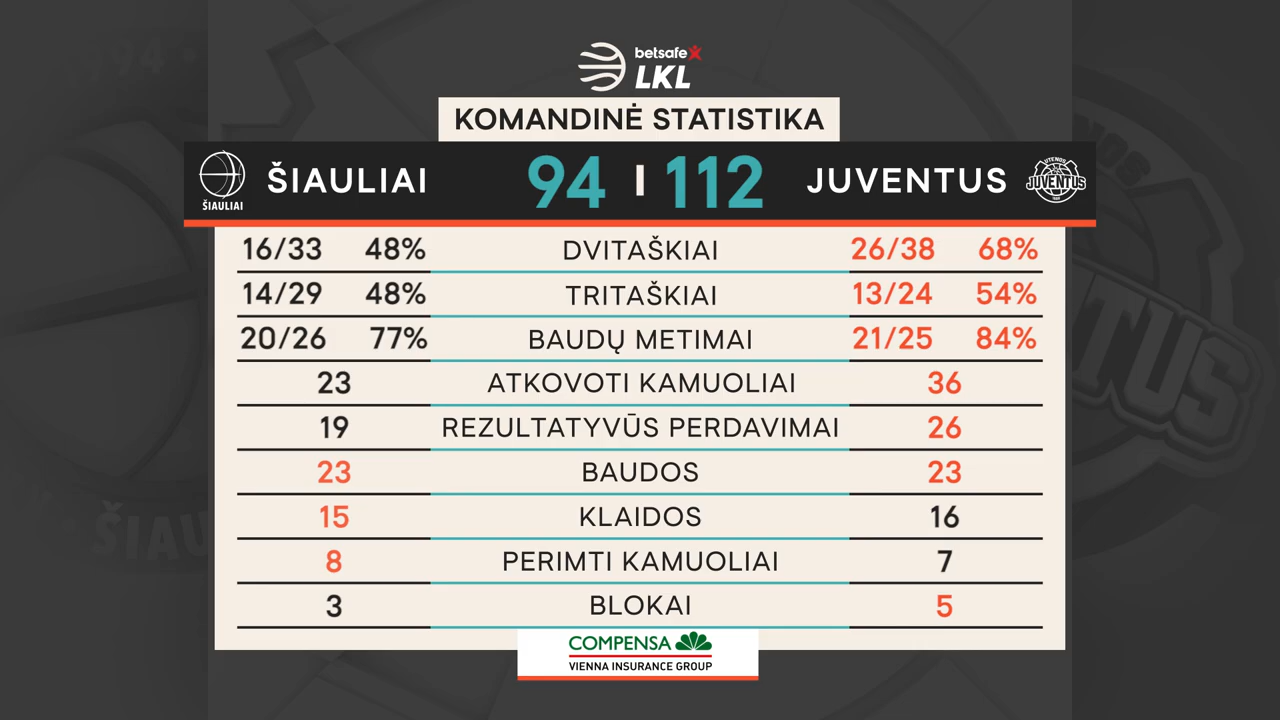 betsafe
LKL
KOMANDINĖ STATISTIKA
ŠIAULIAI
ŠIAULIAI 94 I 112 JUVENTUS
UTENOS
JUVENTUS
16/33 48% DVITAŠKIAI 26/38 68%
14/29 48% TRITAŠKIAI 13/24 54%
20/26 77% BAUDŲ METIMAI 21/25 84%
23 ATKOVOTI KAMUOLIAI 36
19 REZULTATYVŪS PERDAVIMAI 26
23 BAUDOS 23
15 KLAIDOS 16
8 PERIMTI KAMUOLIAI 7
3 BLOKAI 5
COMPENSA
VIENNA INSURANCE GROUP